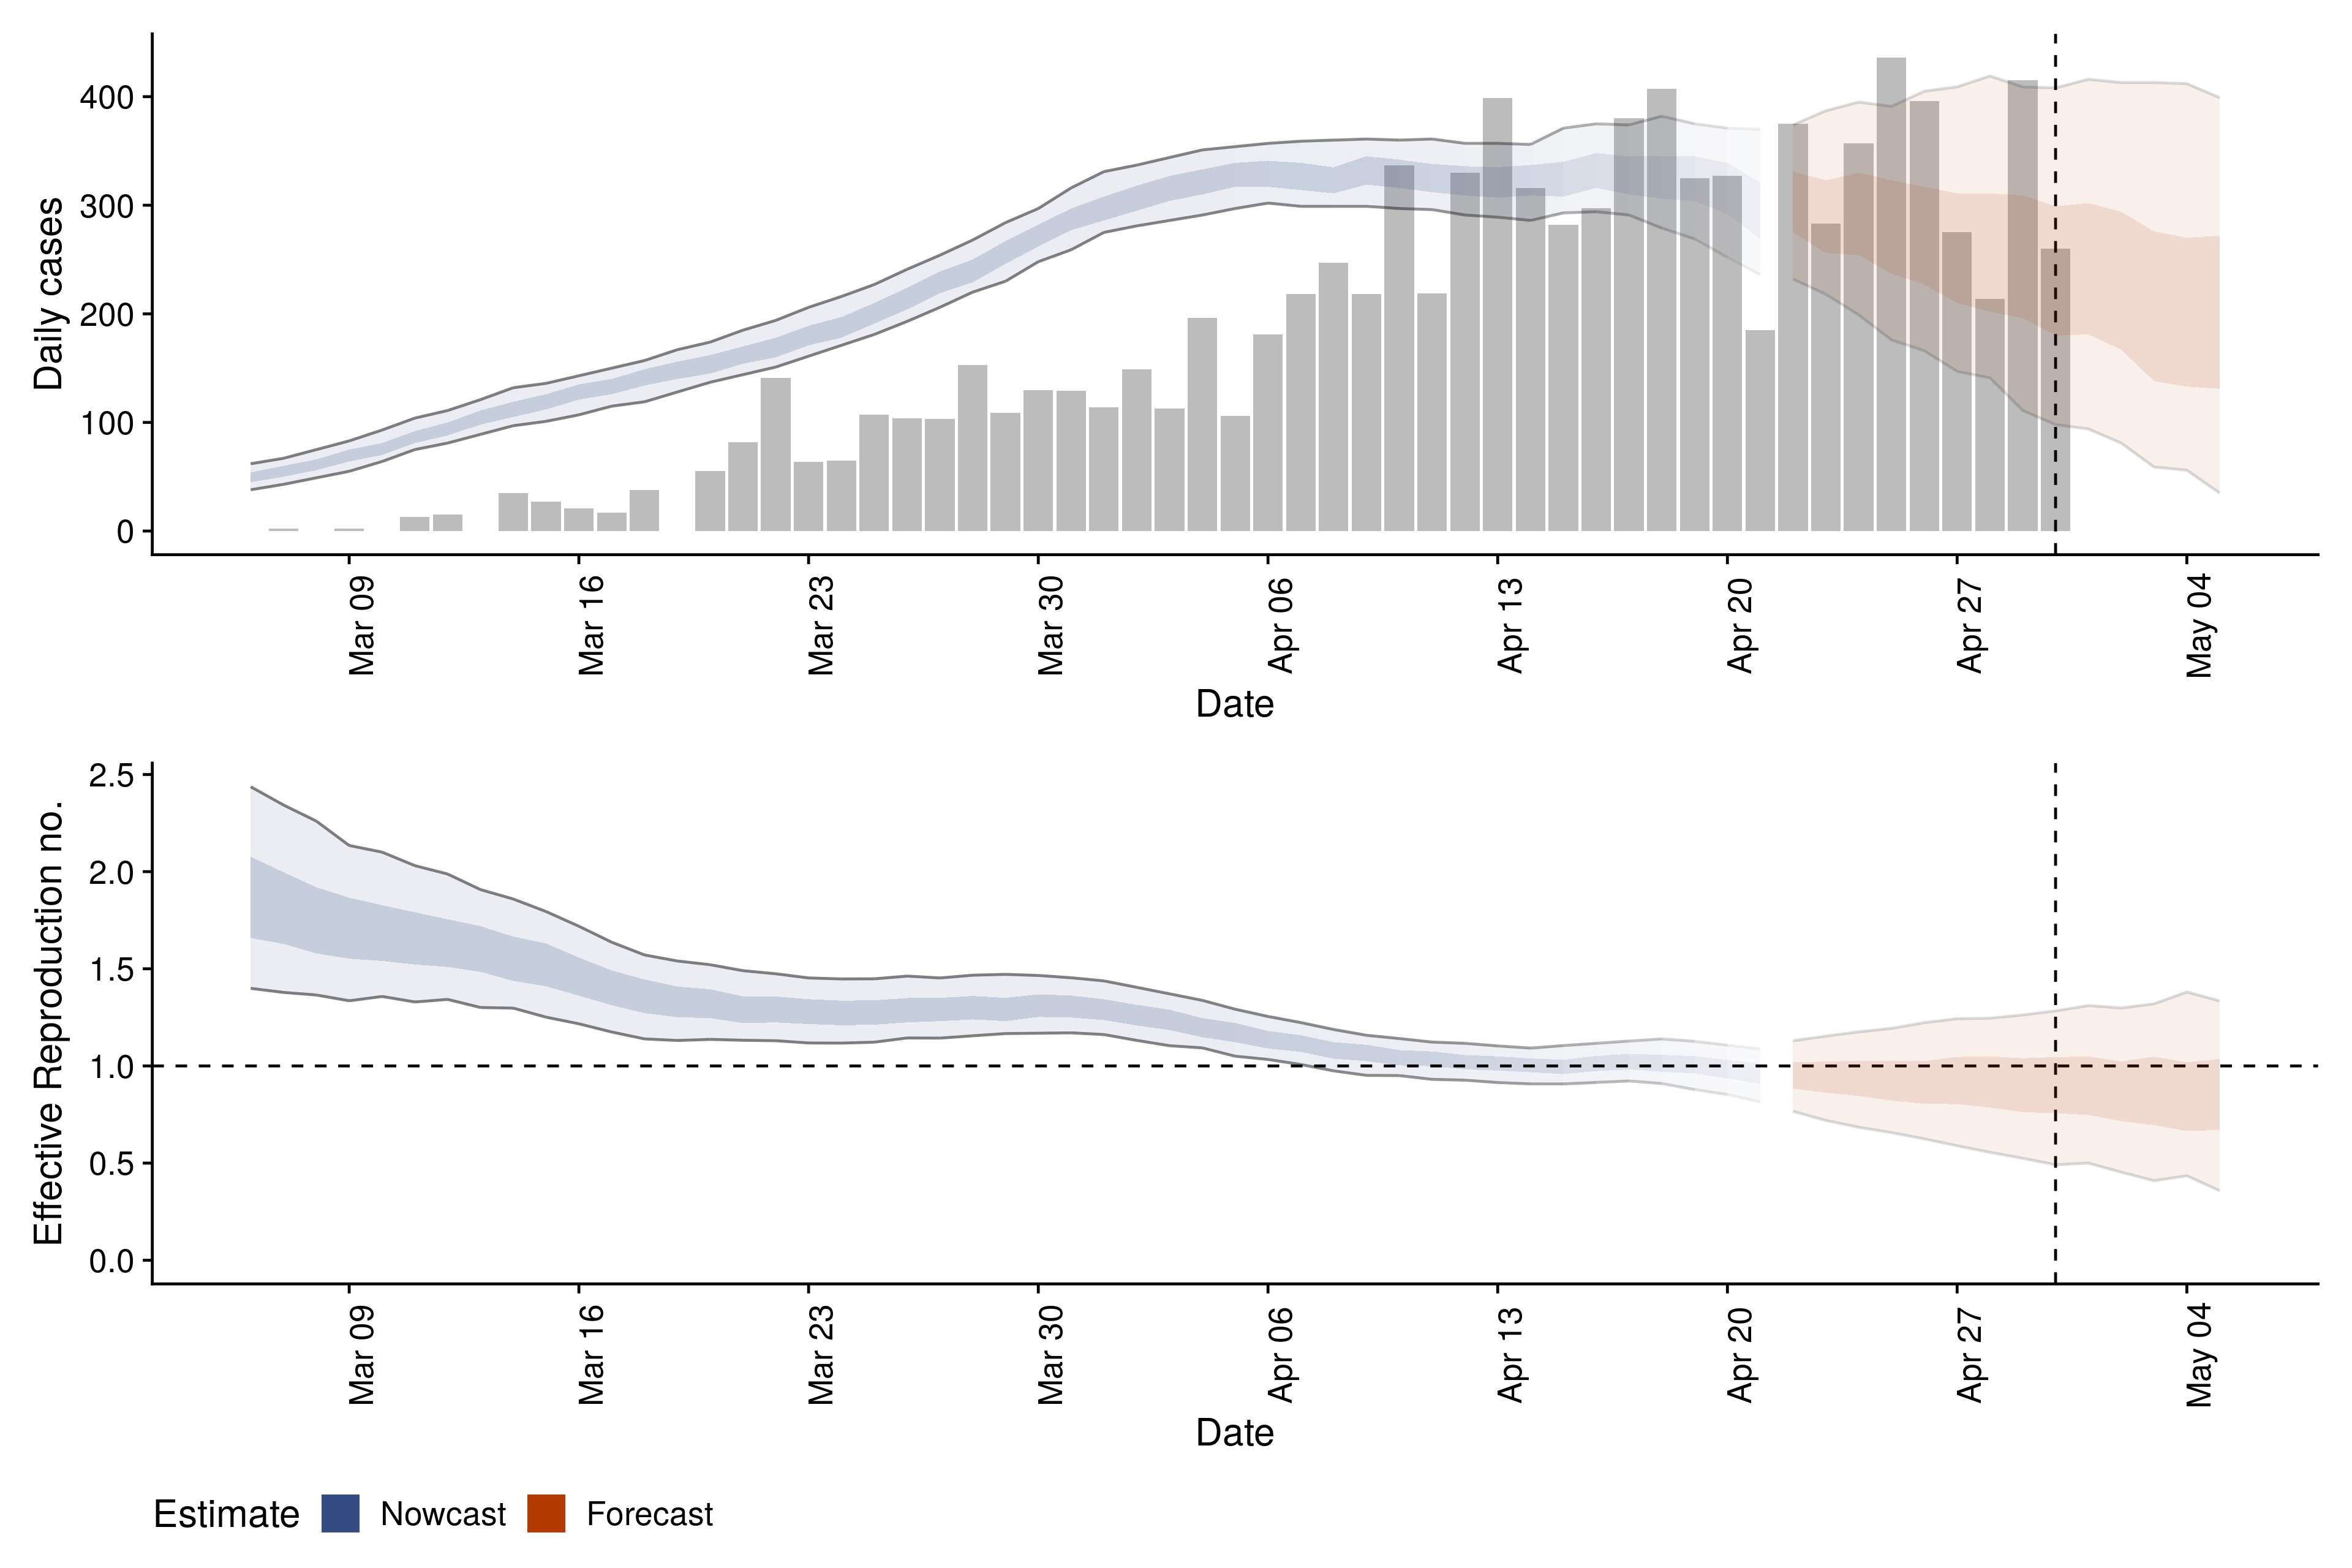 Daily cases
400
300
200
100
0
Mar 09
Mar 16
Mar 23
Mar 30
Apr 06
Apr 13
Apr 20
Apr 27
May 04
Date
Effective Reproduction no.
2.5
2.0
1.5
1.0
0.5
0.0
Mar 09
Mar 16
Mar 23
Mar 30
Apr 06
Apr 13
Apr 20
Apr 27
May 04
Date
Estimate Nowcast Forecast